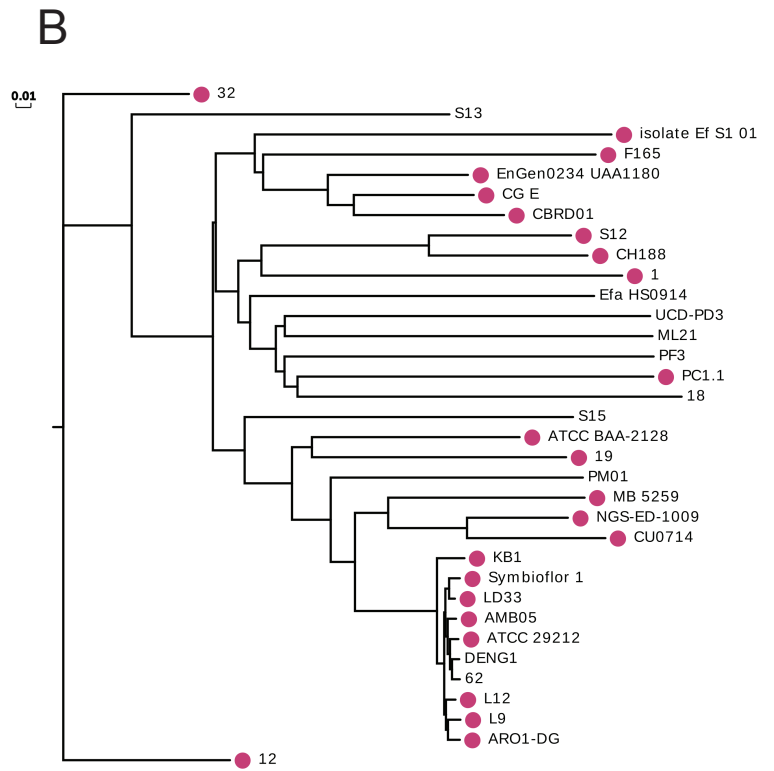 B
0.01
32
S13
isolate Ef S1 01
F165
EnGen0234 UAA1180
CG E
CBRD01
S12
CH188
1
Efa HS0914
UCD-PD3
ML21
PF3
PC1.1
18
S15
ATCC BAA-2128
19
PM01
MB 5259
NGS-ED-1009
CU0714
KB1
Symbioflor 1
LD33
AMB05
ATCC 29212
DENG1
62
L12
L9
ARO1-DG
12